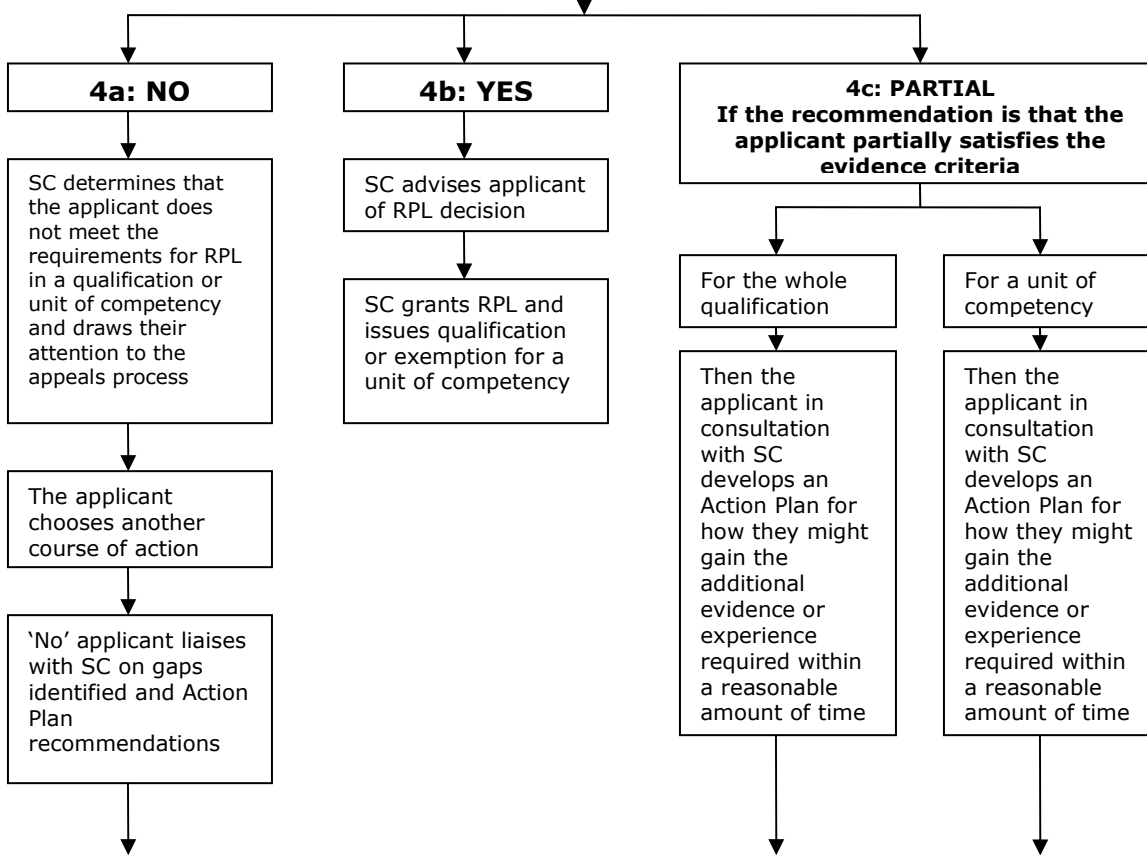 4a: NO
SC determines that
the applicant does
not meet the
requirements for RPL
in a qualification or
unit of competency
and draws their
attention to the
appeals process
The applicant
chooses another
course of action
‘No’ applicant liaises
with SC on gaps
identified and Action
Plan
recommendations
4b: YES
SC advises applicant
of RPL decision
SC grants RPL and
issues qualification
or exemption for a
unit of competency
4c: PARTIAL
If the recommendation is that the
applicant partially satisfies the
evidence criteria
For the whole
qualification
Then the
applicant in
consultation
with SC
develops an
Action Plan for
how they might
gain the
additional
evidence or
experience
required within
a reasonable
amount of time
For a unit of
competency
Then the
applicant in
consultation
with SC
develops an
Action Plan for
how they might
gain the
additional
evidence or
experience
required within
a reasonable
amount of time